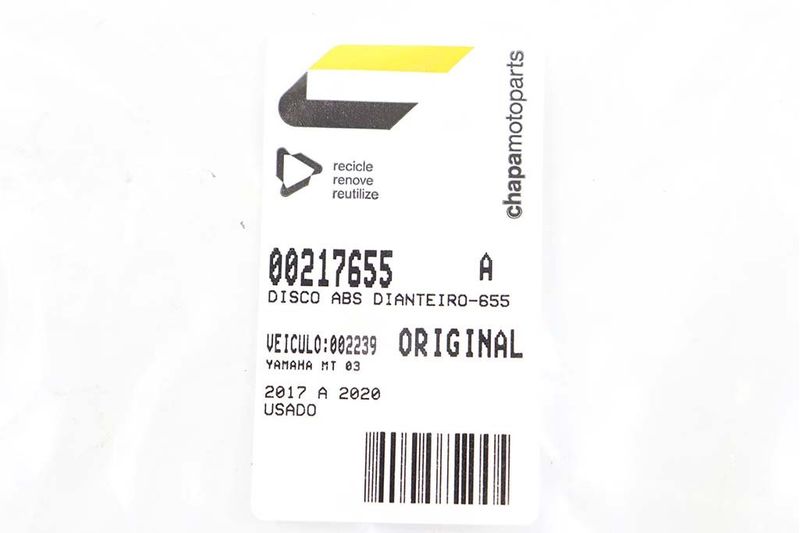 chapamotoparts
recicle
renove
reutilize
00217655 A
DISCO ABS DIANTEIRO-655
VEICULO:002239 ORIGINAL
YAMAHA MT 03
2017 A 2020
USADO